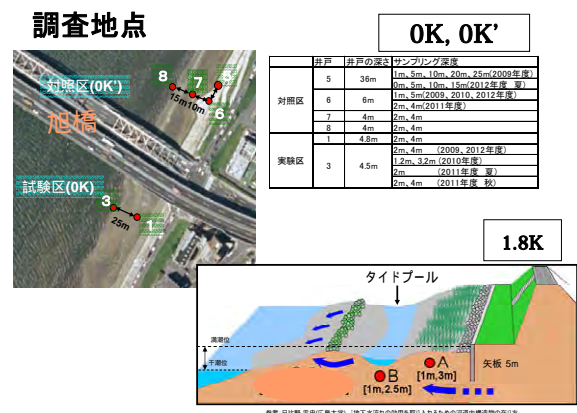 調査地点
0K, 0K’
対照区(0K')
旭橋
8
7
5
6
15m10m
試験区(0K)
3
1
25m
井戸 井戸の深さ サンプリング深度
対照区 5 36m 1m、5m、10m、20m、25m(2009年度)
0m、5m、10m、15m(2012年度 夏)
6 6m 1m、5m(2009、2010、2012年度)
2m、4m(2011年度)
7 4m 2m、4m
8 4m 2m、4m
実験区 1 4.8m 2m、4m
3 4.5m 2m、4m (2009、2012年度)
1.2m、3.2m (2010年度)
2m (2011年度 夏)
2m、4m (2011年度 秋)
1.8K
タイドプール
満潮位
干潮位
A
[1m,3m]
B
[1m,2.5m]
矢板 5m